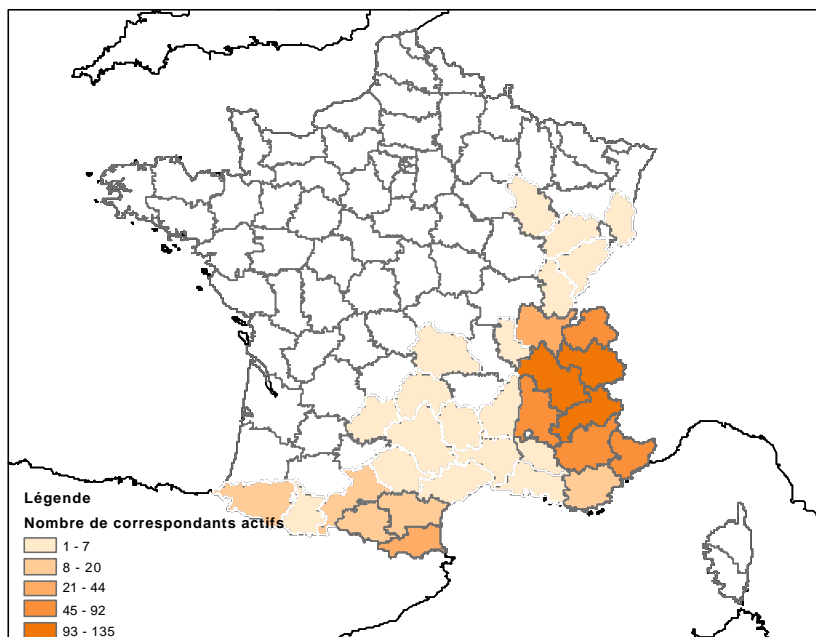 Légende
Nombre de correspondants actifs
1 - 7
8 - 20
21 - 44
45 - 92
93 - 135